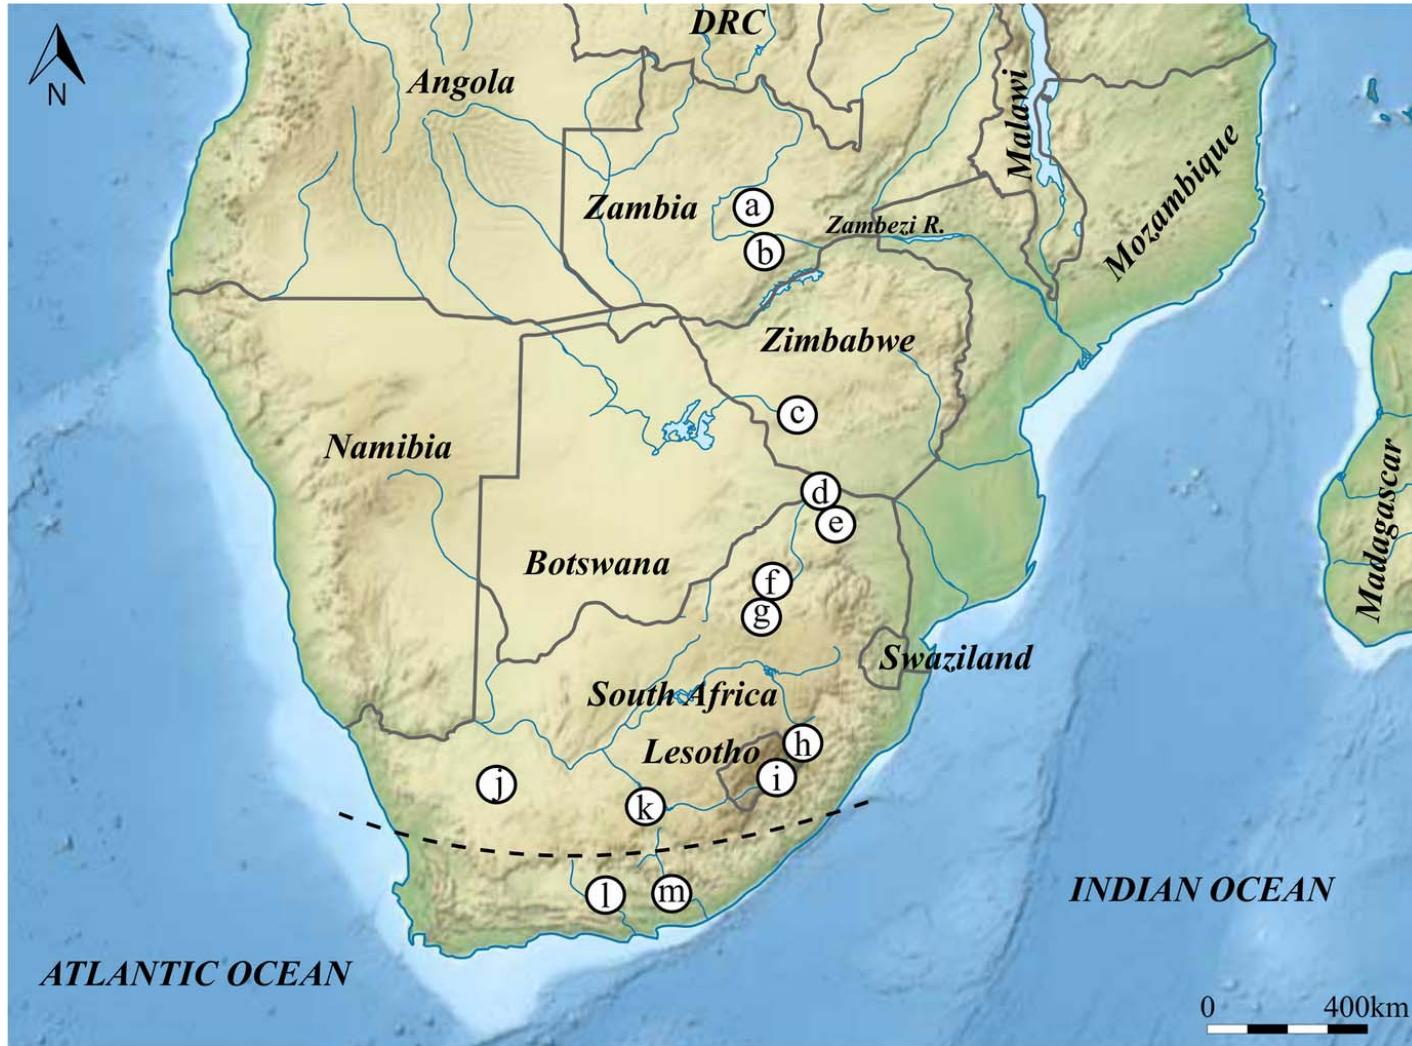 DRC
N
Angola
Malawi
Mozambique
Zambia
a
Zambezi R.
b
Zimbabwe
c
Namibia
Madagascar
d
e
Botswana
f
g
Swaziland
South Africa
Lesotho
h
i
j
k
l
m
INDIAN OCEAN
ATLANTIC OCEAN
0 400km